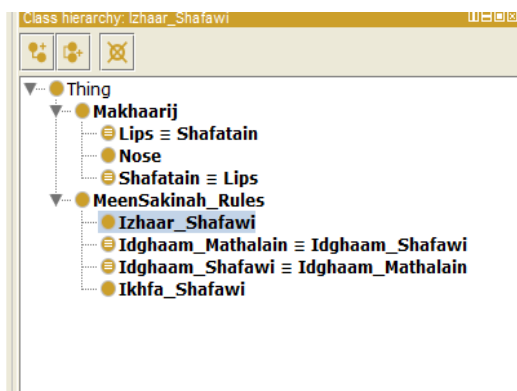 Class hierarchy: Izhaar_Shafawi
Thing
Makhaarij
Lips ≡ Shafatain
Nose
Shafatain ≡ Lips
MeenSakinah_Rules
Izhaar_Shafawi
Idghaam_Mathalain ≡ Idghaam_Shafawi
Idghaam_Shafawi ≡ Idghaam_Mathalain
Ikhfa_Shafawi